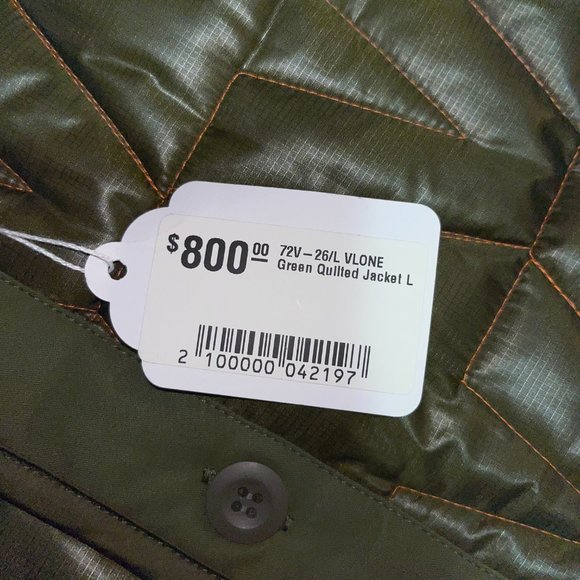 $800.00 72V-26/L VLONE
Green Quilted Jacket L
2 100000 042197